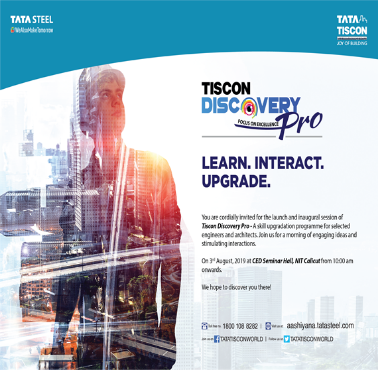 TATA STEEL
#WeAlsoMakeTomorrow
TATA
TISCON
JOY OF BUILDING
TISCON
DISCOVERY
FOCUS ON EXCELLENCE
Pro
LEARN. INTERACT.
UPGRADE.
You are cordially invited for the launch and inaugural session of
Tiscon Discovery Pro - A skill upgradation programme for selected
engineers and architects. Join us for a morning of engaging ideas and
stimulating interactions.
On 3rd August, 2019 at CED Seminar Hall, NIT Calicut from 10:00 am
onwards.
We hope to discover you there!
1800 108 8282 | aashiyana.tatasteel.com
TATATISCONWORLD | TATATISCONWORLD